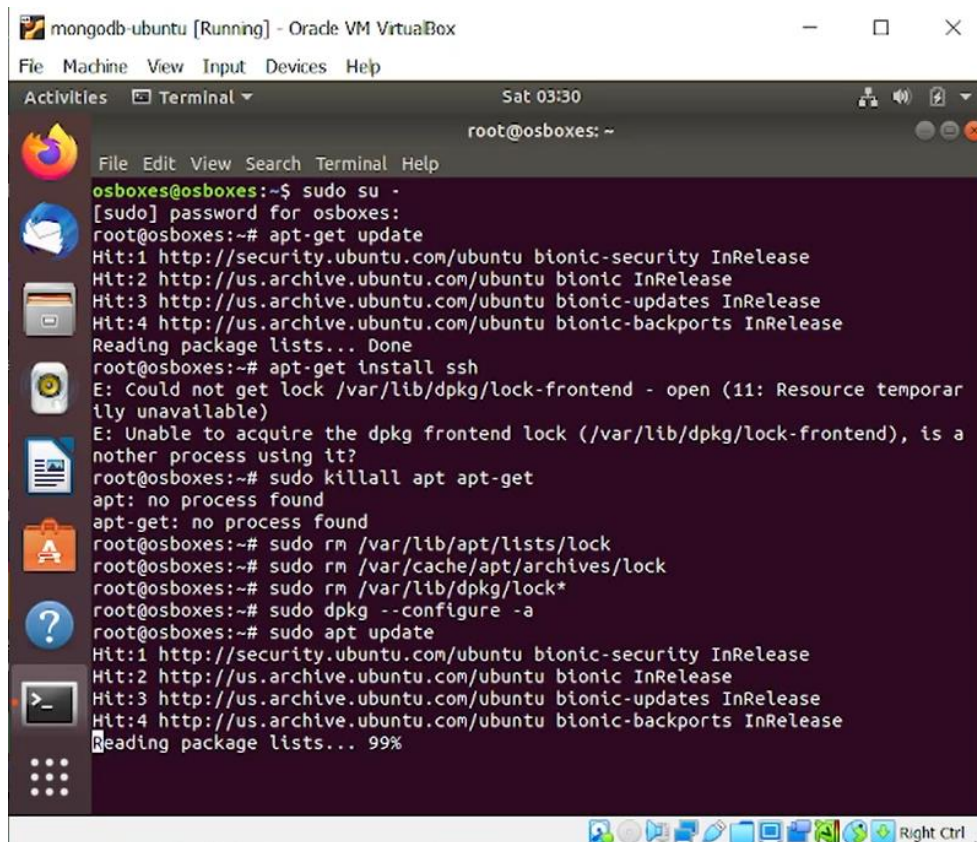 mongodb-ubuntu [Running] - Oracle VM VirtualBox
File Machine View Input Devices Help
Activities Terminal Sat 03:30
root@osboxes: ~
File Edit View Search Terminal Help
osboxes@osboxes:~$ sudo su -
[sudo] password for osboxes:
root@osboxes:~# apt-get update
Hit:1 http://security.ubuntu.com/ubuntu bionic-security InRelease
Hit:2 http://us.archive.ubuntu.com/ubuntu bionic InRelease
Hit:3 http://us.archive.ubuntu.com/ubuntu bionic-updates InRelease
Hit:4 http://us.archive.ubuntu.com/ubuntu bionic-backports InRelease
Reading package lists... Done
root@osboxes:~# apt-get install ssh
E: Could not get lock /var/lib/dpkg/lock-frontend - open (11: Resource temporar
ily unavailable)
E: Unable to acquire the dpkg frontend lock (/var/lib/dpkg/lock-frontend), is a
nother process using it?
root@osboxes:~# sudo killall apt apt-get
apt: no process found
apt-get: no process found
root@osboxes:~# sudo rm /var/lib/apt/lists/lock
root@osboxes:~# sudo rm /var/cache/apt/archives/lock
root@osboxes:~# sudo rm /var/lib/dpkg/lock*
root@osboxes:~# sudo dpkg --configure -a
root@osboxes:~# sudo apt update
Hit:1 http://security.ubuntu.com/ubuntu bionic-security InRelease
Hit:2 http://us.archive.ubuntu.com/ubuntu bionic InRelease
Hit:3 http://us.archive.ubuntu.com/ubuntu bionic-updates InRelease
Hit:4 http://us.archive.ubuntu.com/ubuntu bionic-backports InRelease
Reading package lists... 99%
Right Ctrl